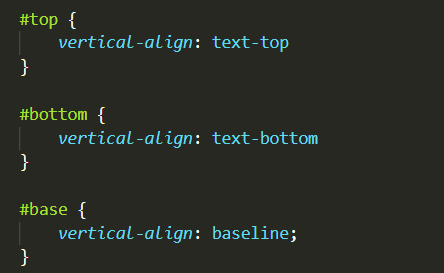 #top {
    vertical-align: text-top
}

#bottom {
    vertical-align: text-bottom
}

#base {
    vertical-align: baseline;
}